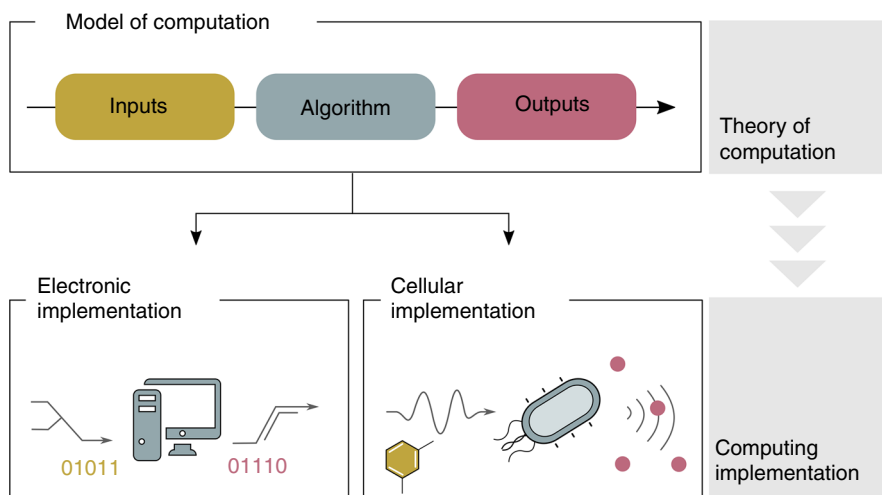 Model of computation
Inputs
Algorithm
Outputs
Theory of
computation
Electronic
implementation
Cellular
implementation
01011
01110
Computing
implementation